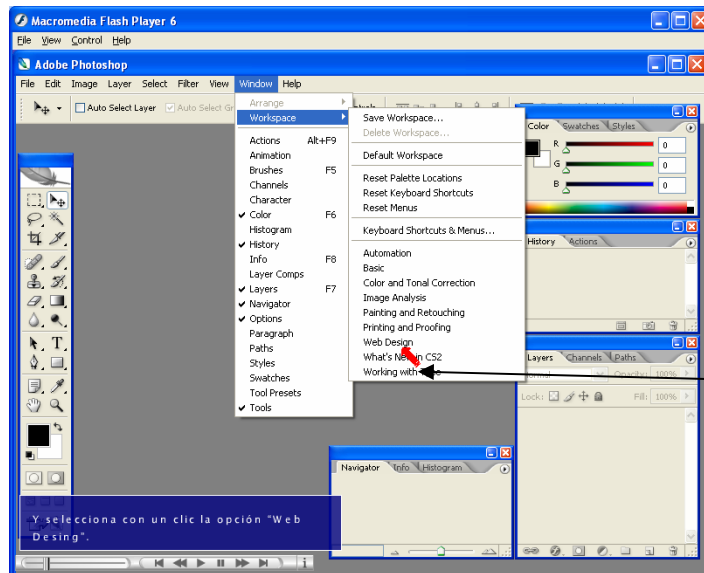 Macromedia Flash Player 6
File View Control Help
Adobe Photoshop
File Edit Image Layer Select Filter View Window Help
Auto Select Layer Auto Select Gr
Arrange
Workspace
Actions Alt+F9
Animation
Brushes F5
Channels
Character
Color F6
Histogram
History
Info F8
Layer Comps
Layers F7
Navigator
Options
Paragraph
Paths
Styles
Swatches
Tool Presets
Tools
Save Workspace...
Delete Workspace...
Default Workspace
Reset Palette Locations
Reset Keyboard Shortcuts
Reset Menus
Keyboard Shortcuts & Menus...
Automation
Basic
Color and Tonal Correction
Image Analysis
Painting and Retouching
Printing and Proofing
Web Design
What's New in CS2
Working with
Color Swatches Styles
R 0
G 0
B 0
History Actions
Layers Channels Paths
Opacity: 100%
Lock: Fill: 100%
Navigator Info Histogram
Y selecciona con un clic la opción "Web
Desing".